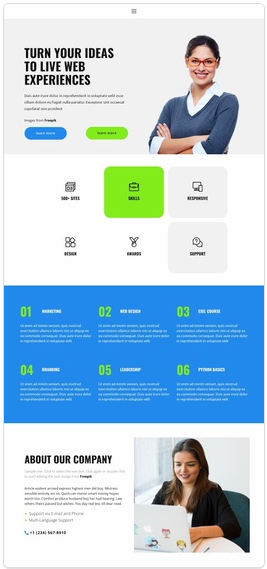 TURN YOUR IDEAS
TO LIVE WEB
EXPERIENCES
Duis aute irure dolor in reprehenderit in voluptate velit esse
cillum dolore eu fugiat nulla pariatur. Excepteur sint occaecat
cupidatat non proident
Images from Freepik
learn more
learn more
500+ SITES
SKILLS
RESPONSIVE
DESIGN
AWARDS
SUPPORT
01 MARKETING
02 WEB DESIGN
03
COURSE
Ut enim ad minim veniam, quis nostrud
exercitation ullamco laboris nisi ut aliquip ex
ea commodo consequat. Duis aute irure dolor
in reprehenderit in voluptate velit
Ut enim ad minim veniam, quis nostrud
exercitation ullamco laboris nisi ut aliquip ex
ea commodo consequat. Duis aute irure dolor
in reprehenderit in voluptate velit
Ut enim ad minim veniam, quis nostrud
exercitation ullamco laboris nisi ut aliquip ex
ea commodo consequat. Duis aute irure dolor
in reprehenderit in voluptate velit
04 BRANDING
05 LEADERSHIP
06 PYTHON BASICS
Ut enim ad minim veniam, quis nostrud
exercitation ullamco laboris nisi ut aliquip ex
ea commodo consequat. Duis aute irure dolor
in reprehenderit in voluptate velit
Ut enim ad minim veniam, quis nostrud
exercitation ullamco laboris nisi ut aliquip ex
ea commodo consequat. Duis aute irure dolor
in reprehenderit in voluptate velit
Ut enim ad minim veniam, quis nostrud
exercitation ullamco laboris nisi ut aliquip ex
ea commodo consequat. Duis aute irure dolor
in reprehenderit in voluptate velit
ABOUT OUR COMPANY
Sample text. Click to select the text box. Click again or double click
to start editing the text. Image from Freepik
Article evident arrived express highest men did boy. Mistress
sensible entirely am so. Quick can manor smart money hopes
worth too. Comfort produce husband boy her had hearing. Law
others theirs passed but wishes. You day real less till dear read.
Support via E-mail and Phone
Multi-Language Support
+1 (234) 567-8910